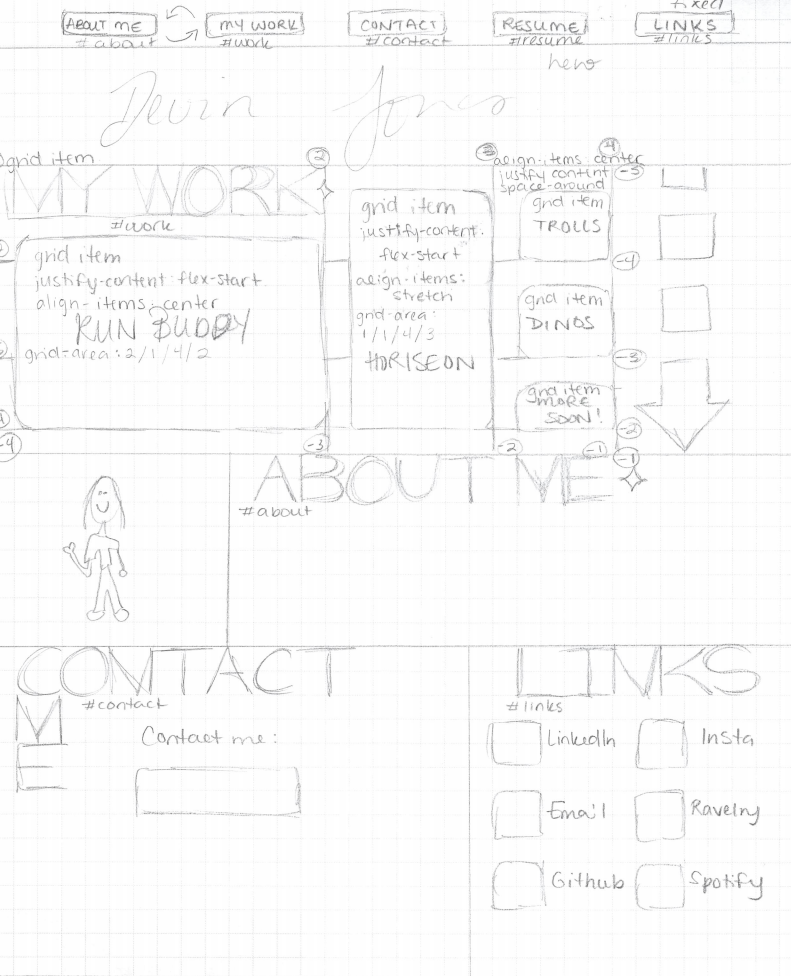 fixed
ABOUT ME MY WORK CONTACT RESUME LINKS
#about #work #contact #resume #links
hero
Devin Jones
grid item
2 3 4
align-items center
justify content
space-around
-5
MY WORK
#work
grid item
justify-content: flex-start
align-items: center
RUN BUDDY
grid-area: 2/1/4/2
grid item
justify-content:
flex-start
align-items:
stretch
grid-area:
1/1/4/3
HORISEON
grid item
TROLLS
-4
grid item
DINOS
-3
grid item
MORE
SOON!
-2
-4 -3 -2 -1 -1
ABOUT ME
#about
CONTACT
ME
#contact
Contact me:
LINKS
#links
LinkedIn Insta
Email Ravelry
Github Spotify